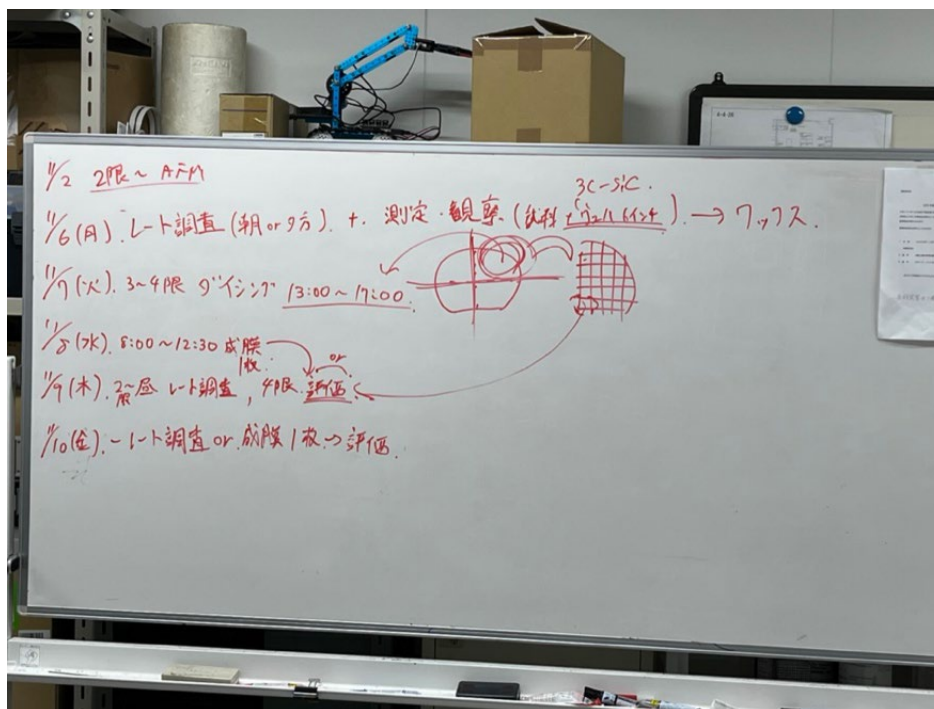 11/2 2限～ AFM
3C-SiC.
11/6(月). レート調査 (朝or夕方). + 測定・観察 (試料+ウェハ 6インチ). → ワックス.
11/7(火). 3～4限 ダイシング 13:00～17:00.
11/8(水). 8:00～12:30 成膜
1枚.
or
11/9(木). 2限～昼 レート調査, 4限. 評価.
11/10(金). レート調査 or. 成膜1枚. → 評価.